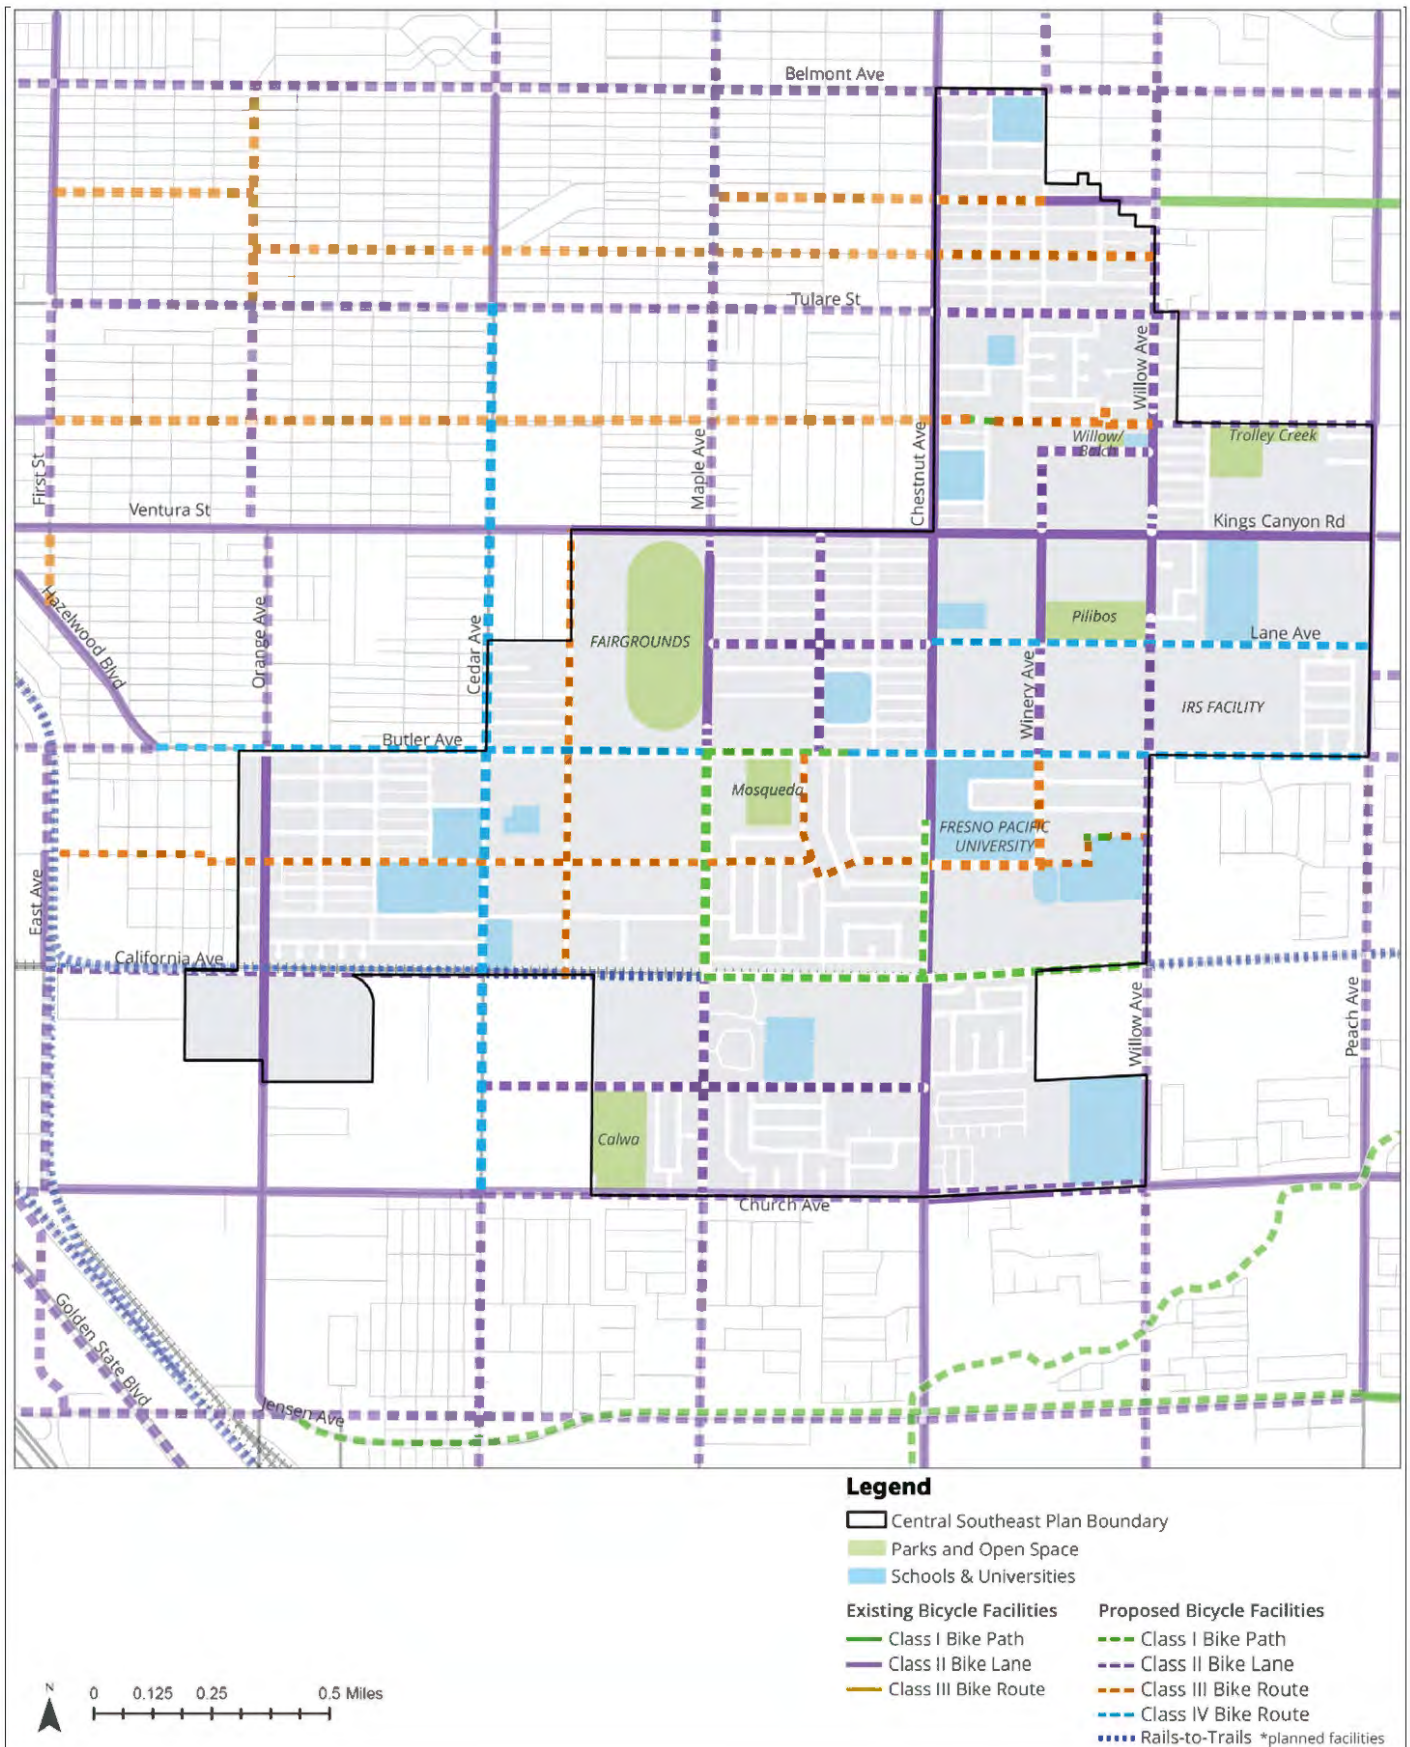 Belmont Ave
Tulare St
Willow Ave
Willow/
Balch
Trolley Creek
First St
Maple Ave
Chestnut Ave
Ventura St
Kings Canyon Rd
Hazelwood Blvd
Orange Ave
Cedar Ave
FAIRGROUNDS
Pilibos
Lane Ave
Winery Ave
IRS FACILITY
Butler Ave
Mosqueda
FRESNO PACIFIC
UNIVERSITY
East Ave
California Ave
Willow Ave
Peach Ave
Calwa
Church Ave
Golden State Blvd
Jensen Ave
Legend
Central Southeast Plan Boundary
Parks and Open Space
Schools & Universities
Existing Bicycle Facilities
Class I Bike Path
Class II Bike Lane
Class III Bike Route
Proposed Bicycle Facilities
Class I Bike Path
Class II Bike Lane
Class III Bike Route
Class IV Bike Route
Rails-to-Trails *planned facilities
N
0 0.125 0.25 0.5 Miles